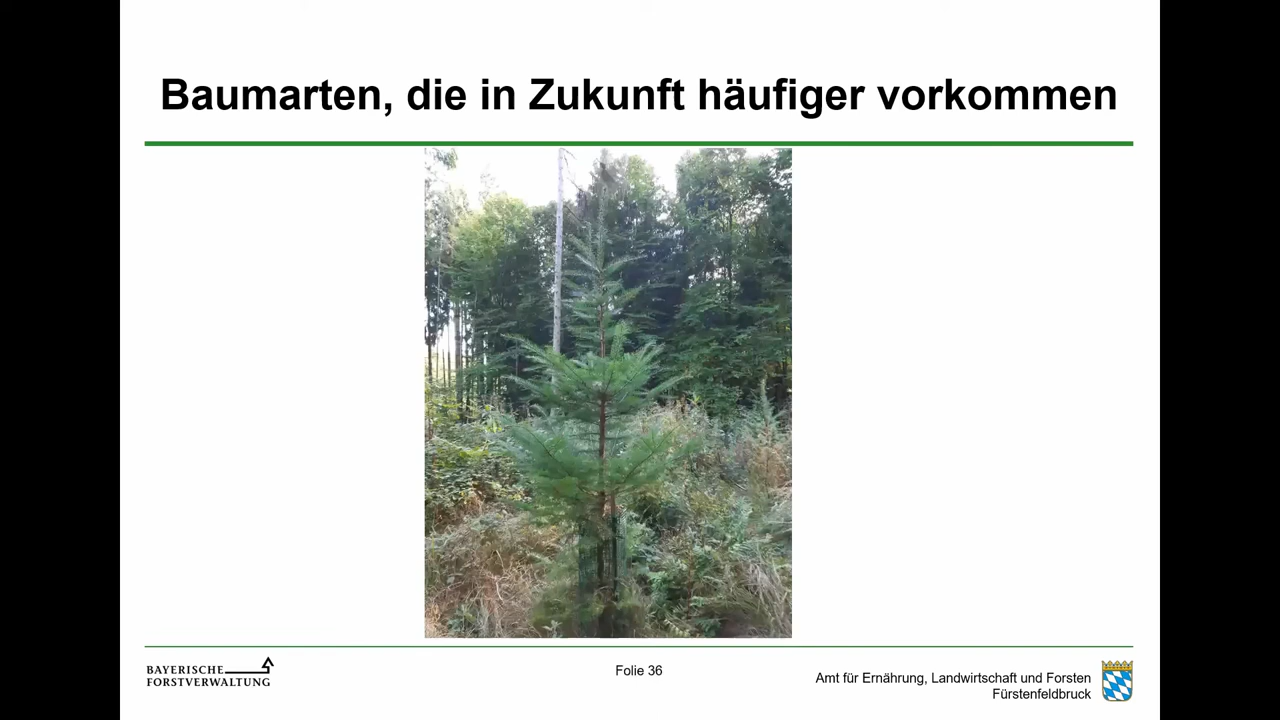 Baumarten, die in Zukunft häufiger vorkommen
BAYERISCHE
FORSTVERWALTUNG
Folie 36
Amt für Ernährung, Landwirtschaft und Forsten
Fürstenfeldbruck